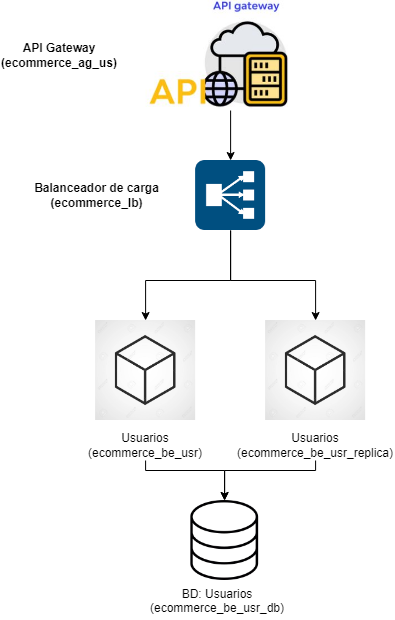 API gateway
API Gateway
(ecommerce_ag_us)
API
Balanceador de carga
(ecommerce_lb)
Usuarios
(ecommerce_be_usr)
Usuarios
(ecommerce_be_usr_replica)
BD: Usuarios
(ecommerce_be_usr_db)